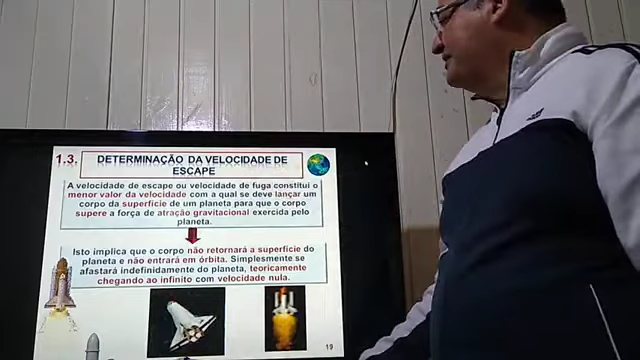 1.3. DETERMINAÇÃO DA VELOCIDADE DE
ESCAPE
A velocidade de escape ou velocidade de fuga constitui o
menor valor da velocidade com a qual se deve lançar um
corpo da superfície de um planeta para que o corpo
supere a força de atração gravitacional exercida pelo
planeta.
Isto implica que o corpo não retornará a superfície do
planeta e não entrará em órbita. Simplesmente se
afastará indefinidamente do planeta, teoricamente
chegando ao infinito com velocidade nula.
19